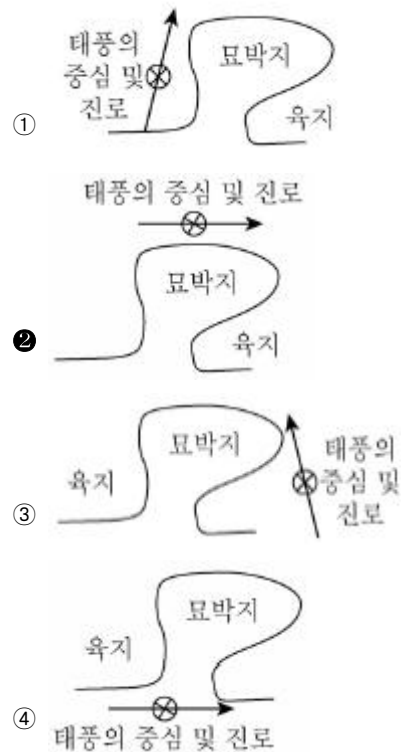 태풍의
중심 및
진로
묘박지
육지
①
태풍의 중심 및 진로
묘박지
육지
❷
묘박지
육지
태풍의
중심 및
진로
③
묘박지
육지
④
태풍의 중심 및 진로